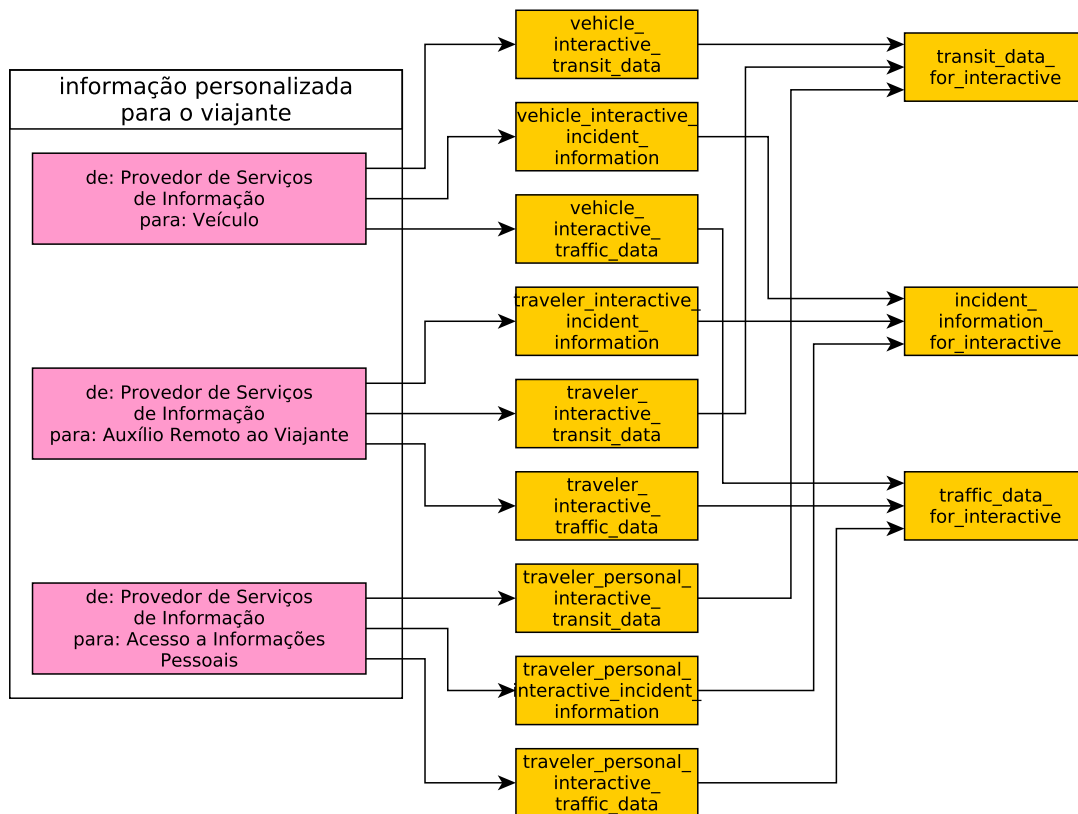 informação personalizada
para o viajante
de: Provedor de Serviços
de Informação
para: Veículo
de: Provedor de Serviços
de Informação
para: Auxílio Remoto ao Viajante
de: Provedor de Serviços
de Informação
para: Acesso a Informações
Pessoais
vehicle_
interactive_
transit_data
vehicle_interactive_
incident_
information
vehicle_
interactive_
traffic_data
traveler_interactive_
incident_
information
traveler_
interactive_
transit_data
traveler_
interactive_
traffic_data
traveler_personal_
interactive_
transit_data
traveler_personal_
interactive_incident_
information
traveler_personal_
interactive_
traffic_data
transit_data_
for_interactive
incident_
information_
for_interactive
traffic_data_
for_interactive